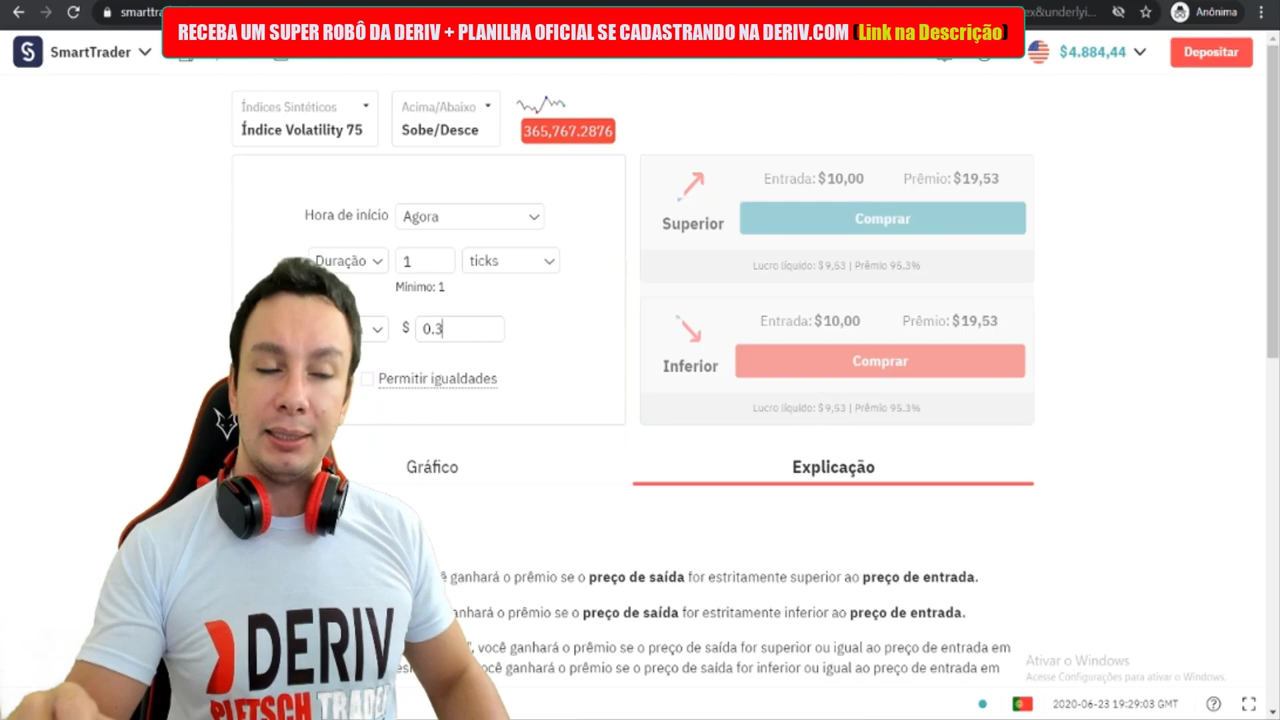 RECEBA UM SUPER ROBÔ DA DERIV + PLANILHA OFICIAL SE CADASTRANDO NA DERIV.COM (Link na Descrição)
Anônima
SmartTrader
$4.884,44
Depositar
Índices Sintéticos
Índice Volatility 75
Acima/Abaixo
Sobe/Desce
365,767.2876
Hora de início
Agora
Duração
1
ticks
Mínimo: 1
$
0.3
Permitir igualdades
Superior
Entrada: $10,00
Prêmio: $19,53
Comprar
Lucro líquido: $ 9,53 | Prêmio 95.3%
Inferior
Entrada: $10,00
Prêmio: $19,53
Comprar
Lucro líquido: $ 9,53 | Prêmio 95.3%
Gráfico
Explicação
ganhará o prêmio se o preço de saída for estritamente superior ao preço de entrada.
se o preço de saída for estritamente inferior ao preço de entrada.
você ganhará o prêmio se o preço de saída for superior ou igual ao preço de entrada em
você ganhará o prêmio se o preço de saída for inferior ou igual ao preço de entrada em
DERIV
PLETSCH TRADER
Ativar o Windows
Acesse Configurações para ativar o Windows.
2020-06-23 19:29:03 GMT